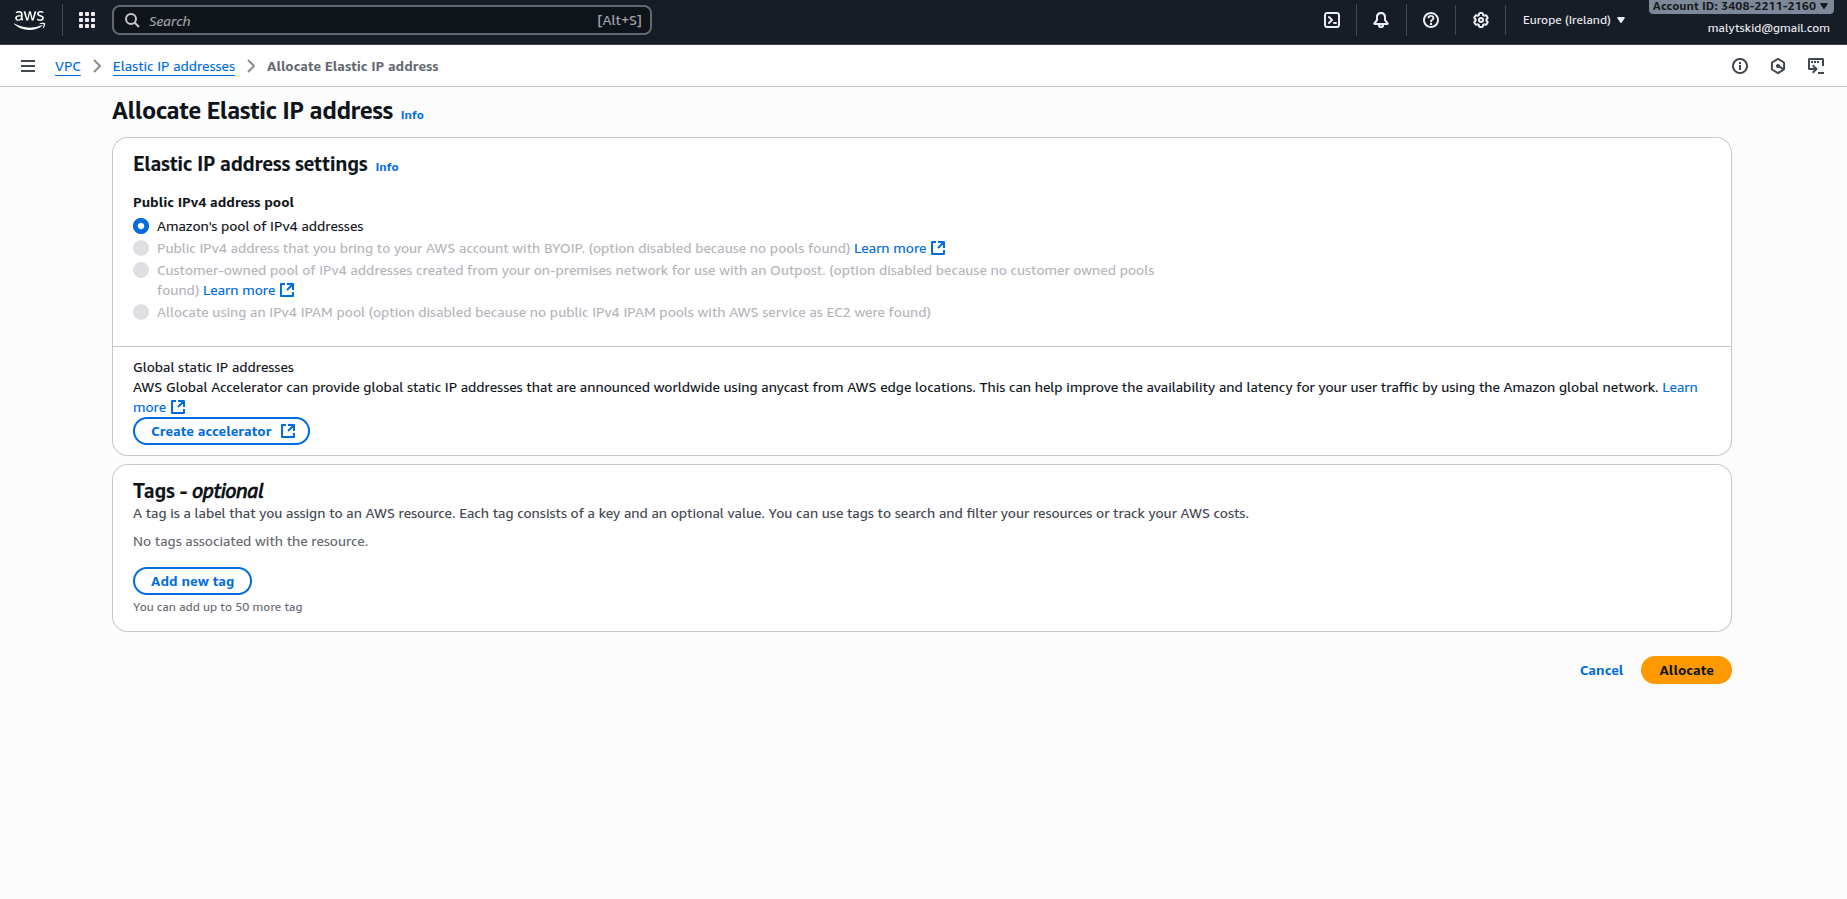 aws
Search
[Alt+S]
Europe (Ireland)
Account ID: 3408-2211-2160
malytskid@gmail.com
VPC
Elastic IP addresses
Allocate Elastic IP address
Allocate Elastic IP address Info
Elastic IP address settings Info
Public IPv4 address pool
Amazon's pool of IPv4 addresses
Public IPv4 address that you bring to your AWS account with BYOIP. (option disabled because no pools found) Learn more
Customer-owned pool of IPv4 addresses created from your on-premises network for use with an Outpost. (option disabled because no customer owned pools
found) Learn more
Allocate using an IPv4 IPAM pool (option disabled because no public IPv4 IPAM pools with AWS service as EC2 were found)
Global static IP addresses
AWS Global Accelerator can provide global static IP addresses that are announced worldwide using anycast from AWS edge locations. This can help improve the availability and latency for your user traffic by using the Amazon global network. Learn
more
Create accelerator
Tags - optional
A tag is a label that you assign to an AWS resource. Each tag consists of a key and an optional value. You can use tags to search and filter your resources or track your AWS costs.
No tags associated with the resource.
Add new tag
You can add up to 50 more tag
Cancel
Allocate